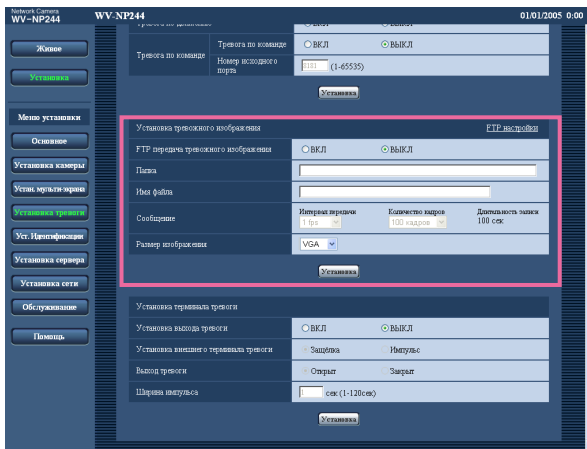 Network Camera
WV-NP244
WV-NP244
01/01/2005 0:00
Живое
Установка
Меню установки
Основное
Установка камеры
Устан. мульти-экрана
Установка тревоги
Уст. Идентификации
Установка сервера
Установка сети
Обслуживание
Помощь
Тревога по команде
Тревога по команде
ВКЛ
ВЫКЛ
Номер исходного
порта
(1-65535)
Установка
Установка тревожного изображения
FTP настройки
FTP передача тревожного изображения
ВКЛ
ВЫКЛ
Папка
Имя файла
Сообщение
Интервал передачи
Количество кадров
Длительность записи
1 fps
100 кадров
100 сек
Размер изображения
VGA
Установка
Установка терминала тревоги
Установка выхода тревоги
ВКЛ
ВЫКЛ
Установка внешнего терминала тревоги
Защёлка
Импульс
Выход тревоги
Открыт
Закрыт
Ширина импульса
1
сек (1-120сек)
Установка